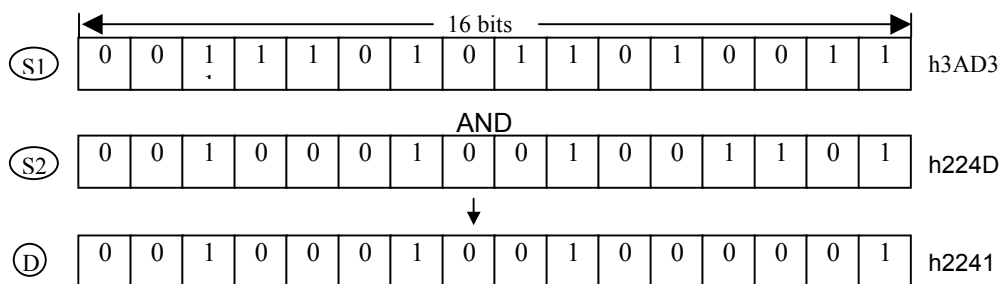 16 bits
S1 0 0 1 1 1 0 1 0 1 1 0 1 0 0 1 1 h3AD3
AND
S2 0 0 1 0 0 0 1 0 0 1 0 0 1 1 0 1 h224D
D 0 0 1 0 0 0 1 0 0 1 0 0 0 0 0 1 h2241